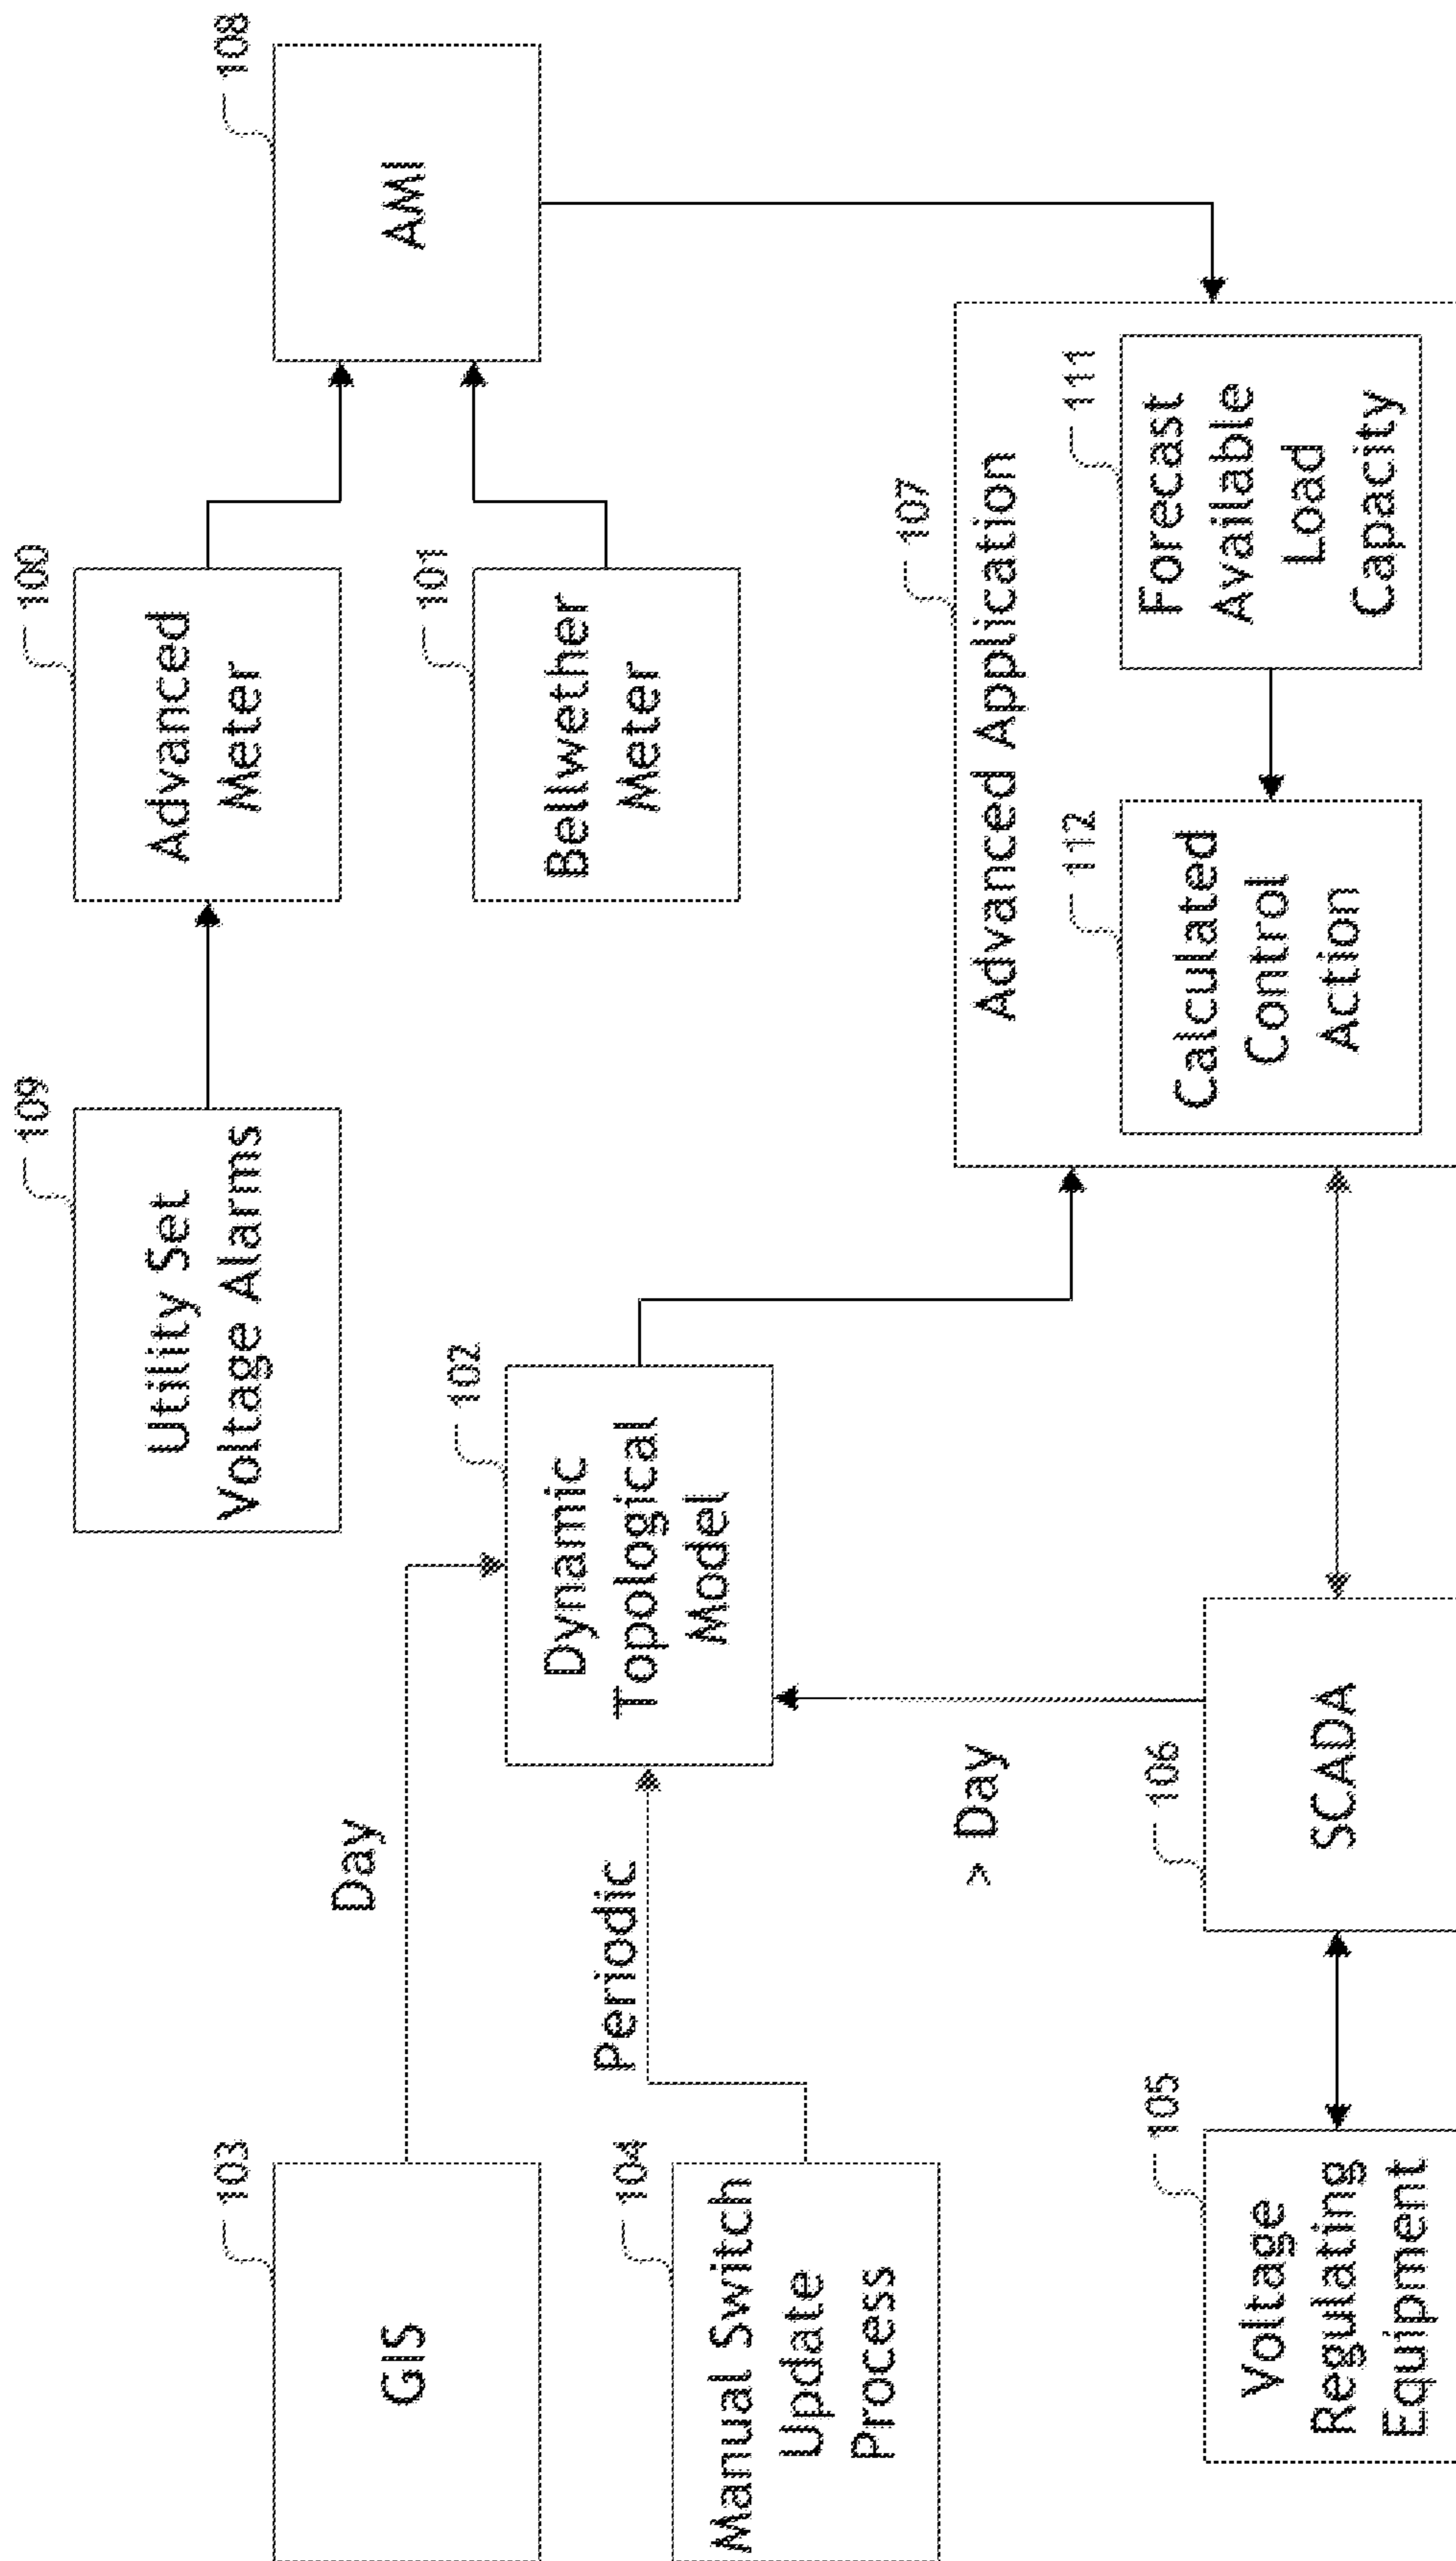 109
Utility Set
Voltage Alarms
100
Advanced
Meter
101
Bellwether
Meter
108
AMI
103
GIS
Day
104
Manual Switch
Update
Process
Periodic
102
Dynamic
Topological
Model
> Day
105
Voltage
Regulating
Equipment
106
SCADA
107
Advanced Application
112
Calculated
Control
Action
111
Forecast
Available
Load
Capacity